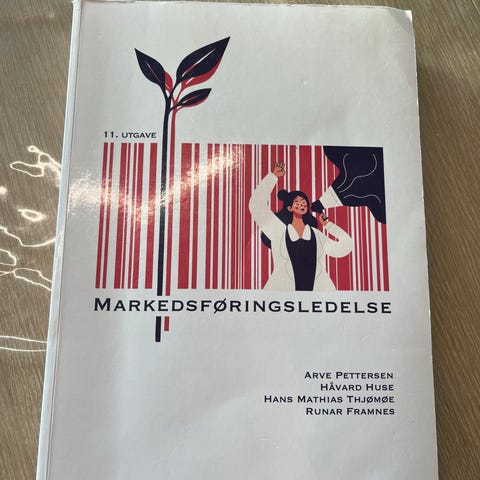 11. UTGAVE
MARKEDSFØRINGSLEDELSE
ARVE PETTERSEN
HÅVARD HUSE
HANS MATHIAS THJØMØE
RUNAR FRAMNES